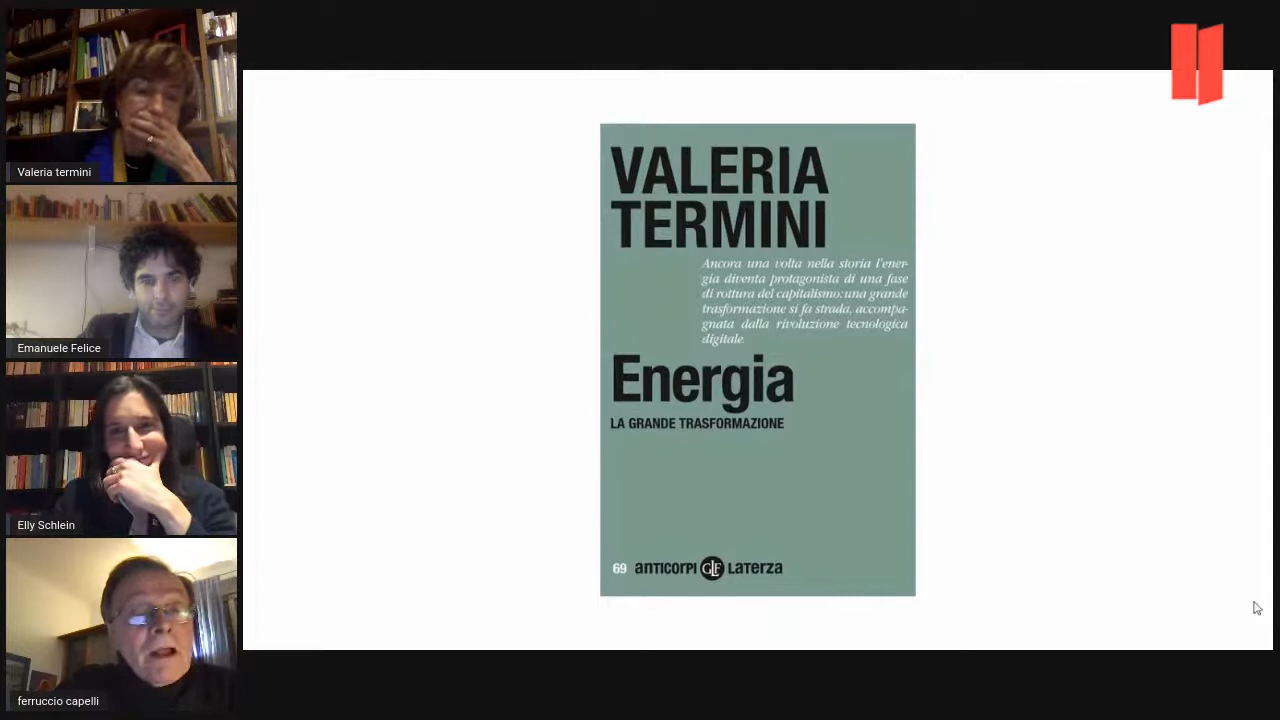 Valeria termini
Emanuele Felice
Elly Schlein
ferruccio capelli
VALERIA
TERMINI
Ancora una volta nella storia l'ener-
gia diventa protagonista di una fase
di rottura del capitalismo: una grande
trasformazione si fa strada, accompa-
gnata dalla rivoluzione tecnologica
digitale.
Energia
LA GRANDE TRASFORMAZIONE
69 anticorpi GLF Laterza